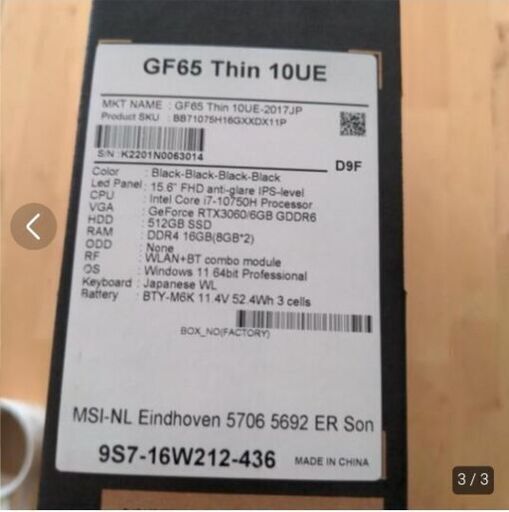 GF65 Thin 10UE
MKT NAME : GF65 Thin 10UE-2017JP
Product SKU : BB71075H16GXXDX11P
S/N:K2201N0063014
D9F
Color : Black-Black-Black-Black
Led Panel : 15.6" FHD anti-glare IPS-level
CPU : Intel Core i7-10750H Processor
VGA : GeForce RTX3060/6GB GDDR6
HDD : 512GB SSD
RAM : DDR4 16GB(8GB*2)
ODD : None
RF : WLAN+BT combo module
OS : Windows 11 64bit Professional
Keyboard : Japanese WL
Battery : BTY-M6K 11.4V 52.4Wh 3 cells
BOX_NO(FACTORY)
MSI-NL Eindhoven 5706 5692 ER Son
9S7-16W212-436 MADE IN CHINA
3 / 3